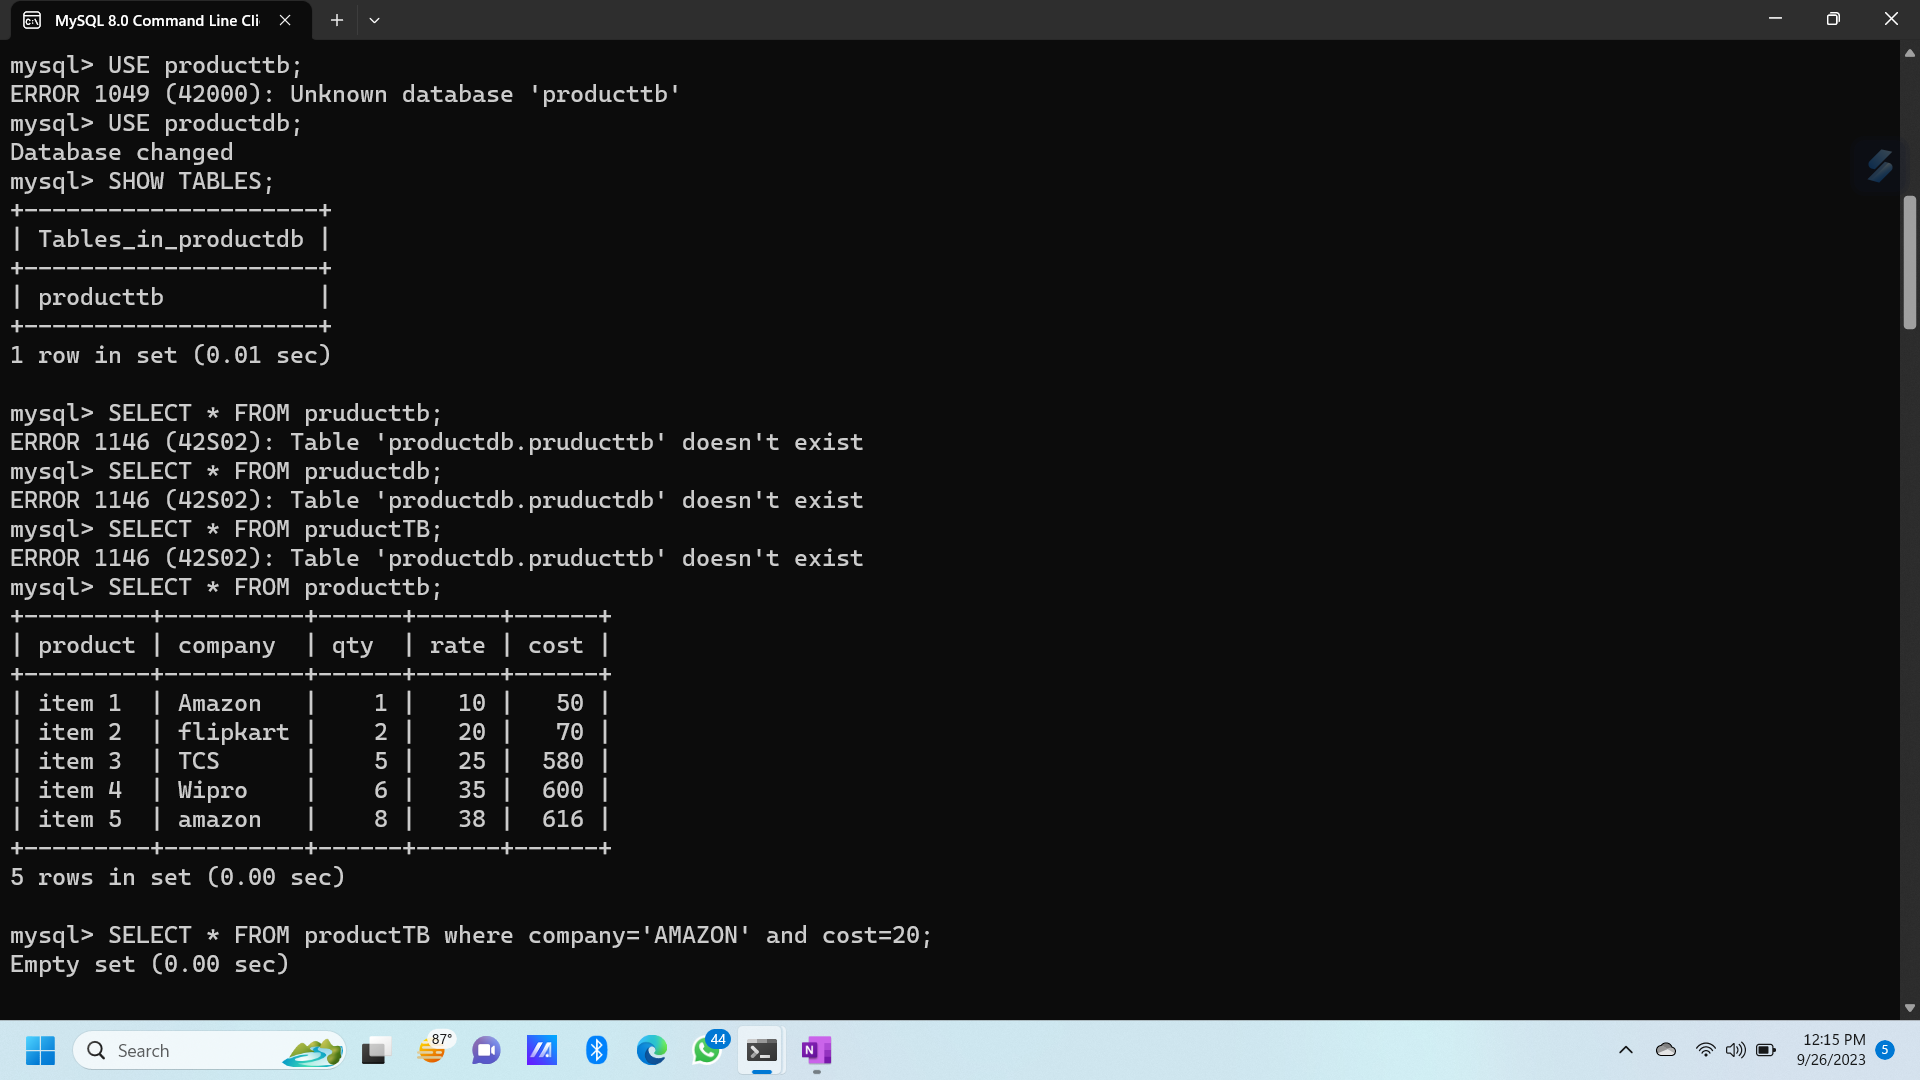 MySQL 8.0 Command Line Cli
mysql> USE producttb;
ERROR 1049 (42000): Unknown database 'producttb'
mysql> USE productdb;
Database changed
mysql> SHOW TABLES;
+---------------------+
| Tables_in_productdb |
+---------------------+
| producttb           |
+---------------------+
1 row in set (0.01 sec)

mysql> SELECT * FROM pruducttb;
ERROR 1146 (42S02): Table 'productdb.pruducttb' doesn't exist
mysql> SELECT * FROM pruductdb;
ERROR 1146 (42S02): Table 'productdb.pruductdb' doesn't exist
mysql> SELECT * FROM pruductTB;
ERROR 1146 (42S02): Table 'productdb.pruducttb' doesn't exist
mysql> SELECT * FROM producttb;
+---------+----------+------+------+------+
| product | company  | qty  | rate | cost |
+---------+----------+------+------+------+
| item 1  | Amazon   |    1 |   10 |   50 |
| item 2  | flipkart |    2 |   20 |   70 |
| item 3  | TCS      |    5 |   25 |  580 |
| item 4  | Wipro    |    6 |   35 |  600 |
| item 5  | amazon   |    8 |   38 |  616 |
+---------+----------+------+------+------+
5 rows in set (0.00 sec)

mysql> SELECT * FROM productTB where company='AMAZON' and cost=20;
Empty set (0.00 sec)
Search
87°
44
N
12:15 PM
9/26/2023
5